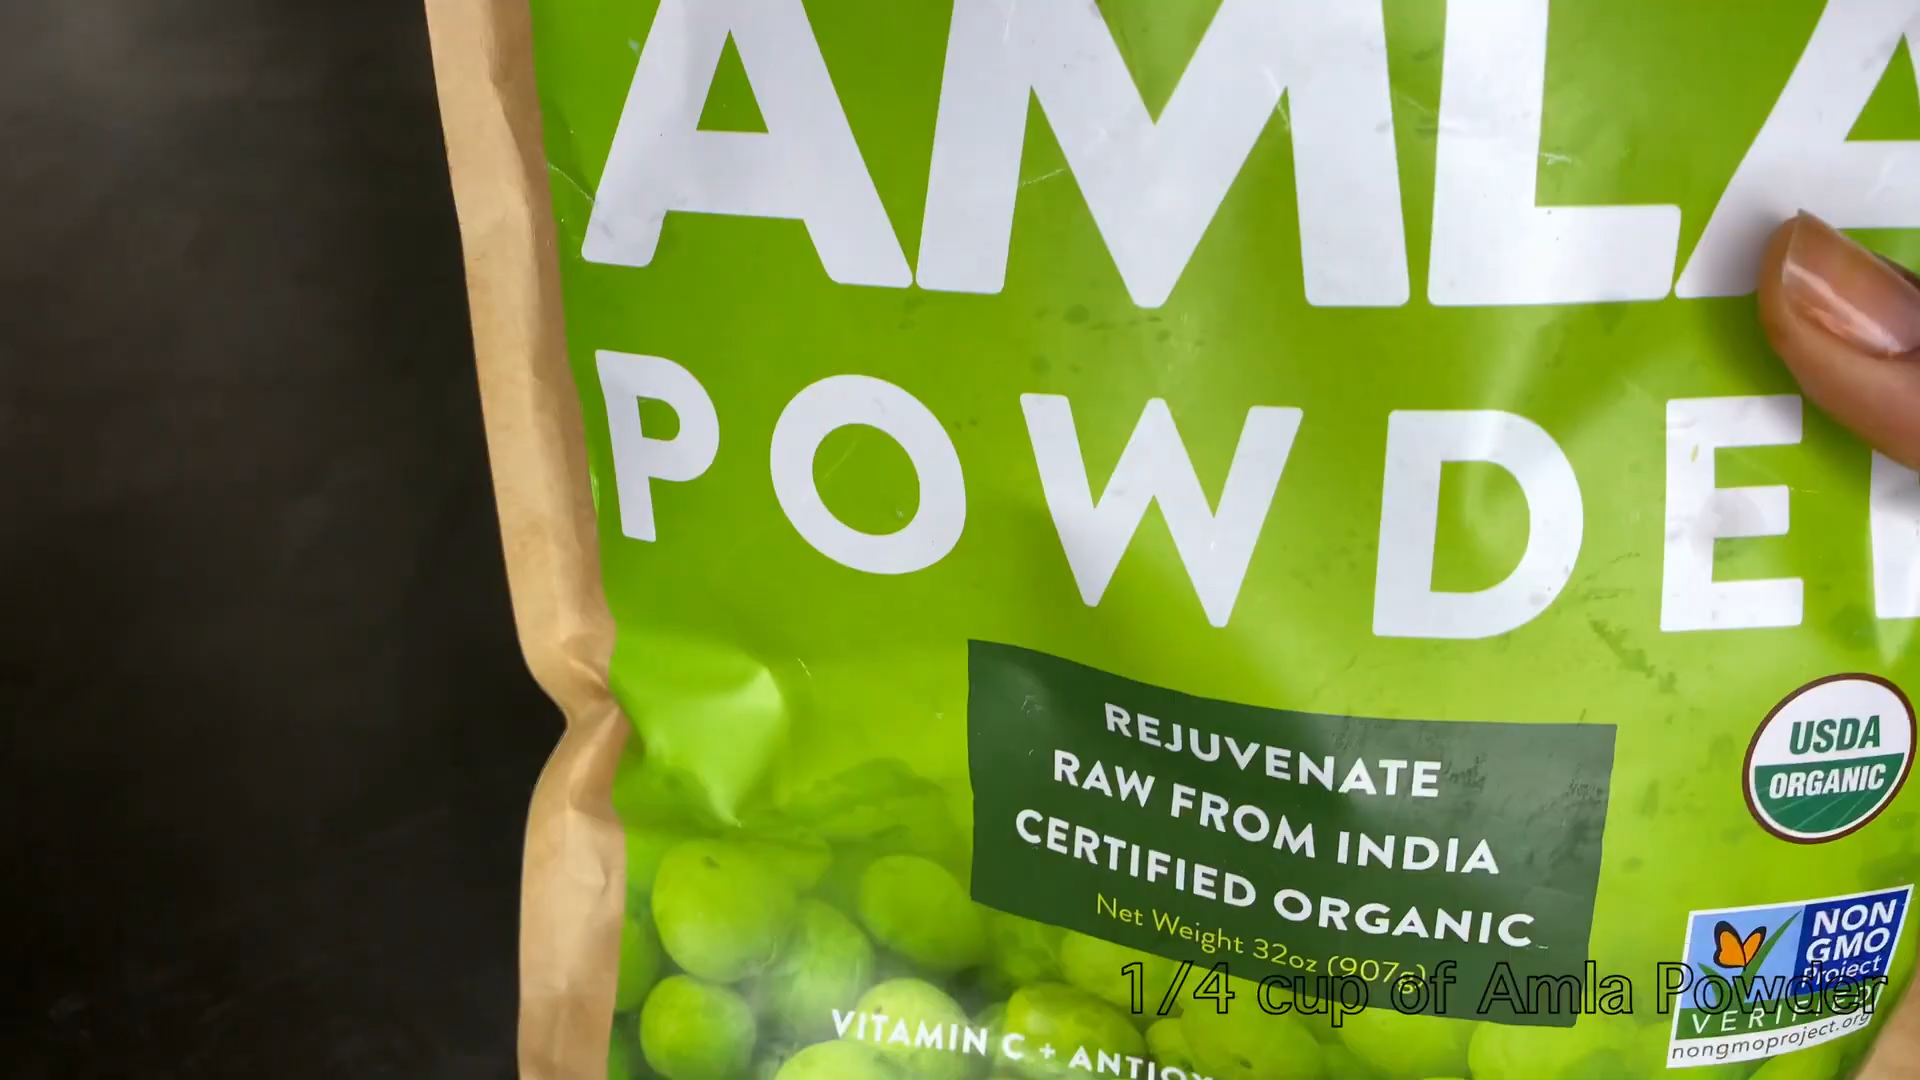 AMLA
POWDER
REJUVENATE
RAW FROM INDIA
CERTIFIED ORGANIC
Net Weight 32oz (907g)
USDA
ORGANIC
NON
GMO
Project
VERIFIED
nongmoproject.org
1/4 cup of Amla Powder
VITAMIN C +